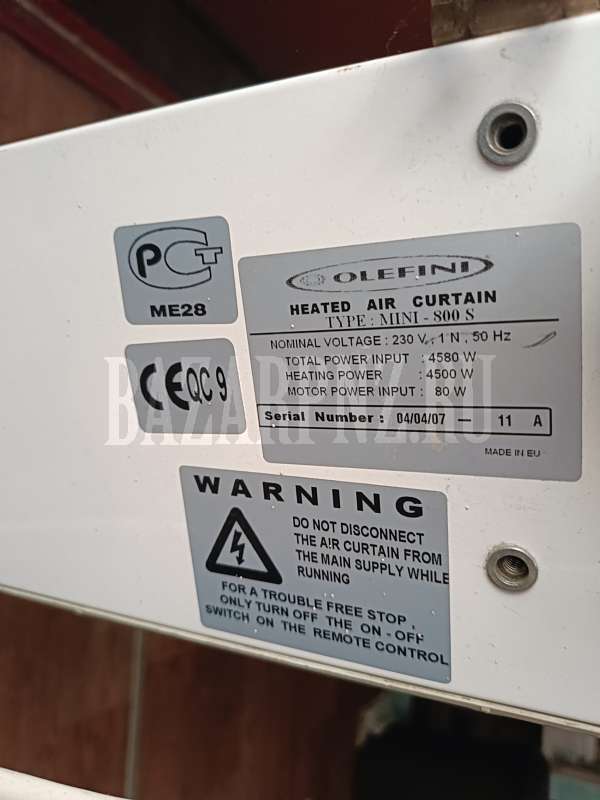 РСТ
ME28
CE QC 9
OLEFINI
HEATED AIR CURTAIN
TYPE : MINI - 800 S
NOMINAL VOLTAGE : 230 V, 1 N, 50 Hz
TOTAL POWER INPUT : 4580 W
HEATING POWER : 4500 W
MOTOR POWER INPUT : 80 W
Serial Number : 04/04/07 — 11 A
MADE IN EU
BAZARPNZ.RU
WARNING
DO NOT DISCONNECT
THE AIR CURTAIN FROM
THE MAIN SUPPLY WHILE
RUNNING
FOR A TROUBLE FREE STOP ,
ONLY TURN OFF THE ON - OFF
SWITCH ON THE REMOTE CONTROL